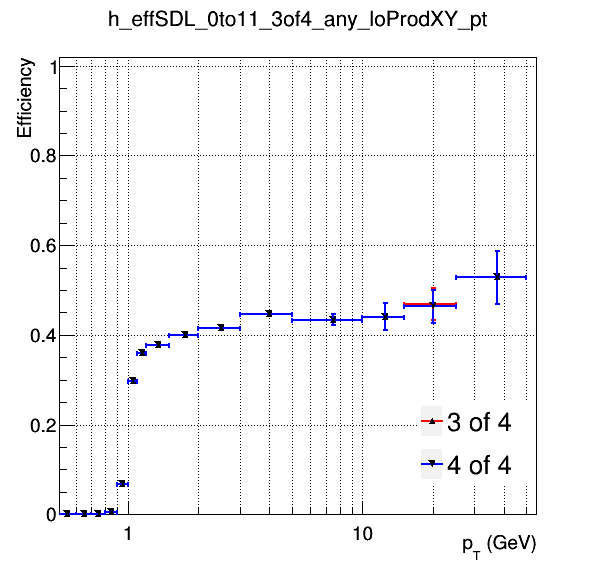 h_effSDL_0to11_3of4_any_loProdXY_pt
Efficiency
1
0.8
0.6
0.4
0.2
0
3 of 4
4 of 4
1
10
p_T (GeV)